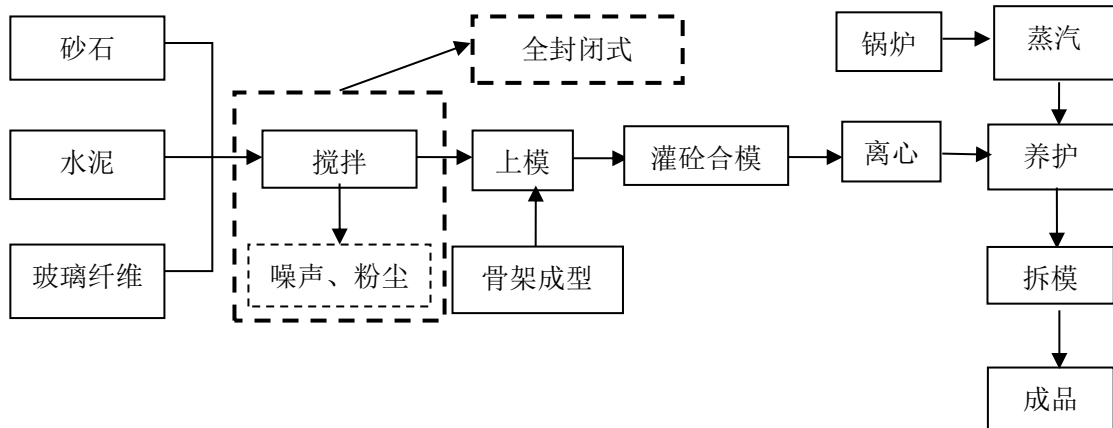 砂石
全封闭式
锅炉
蒸汽
水泥
搅拌
上模
灌砼合模
离心
养护
玻璃纤维
噪声、粉尘
骨架成型
拆模
成品